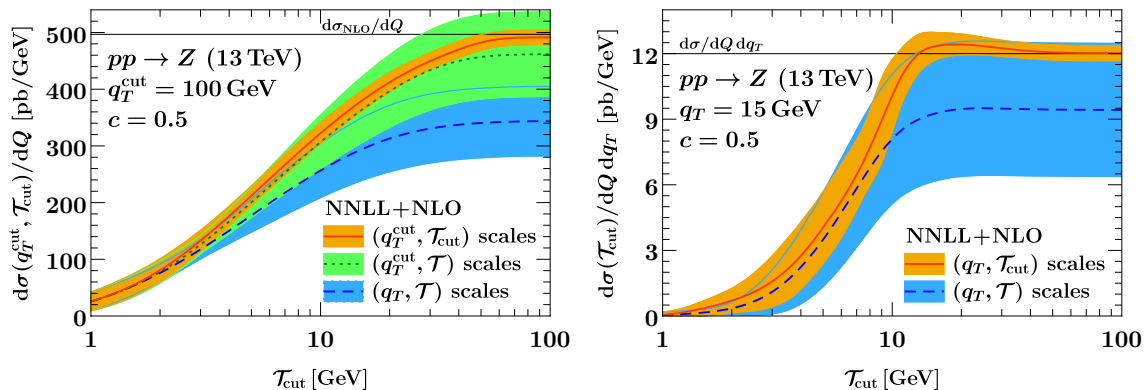 dσ(q_T^cut, 𝒯_cut)/dQ [pb/GeV]
500
400
300
200
100
0
dσ_NLO/dQ
pp → Z (13 TeV)
q_T^cut = 100 GeV
c = 0.5
NNLL+NLO
(q_T^cut, 𝒯_cut) scales
(q_T^cut, 𝒯) scales
(q_T, 𝒯) scales
1
10
100
𝒯_cut [GeV]
dσ(𝒯_cut)/dQ dq_T [pb/GeV]
12
9
6
3
0
dσ/dQ dq_T
pp → Z (13 TeV)
q_T = 15 GeV
c = 0.5
NNLL+NLO
(q_T, 𝒯_cut) scales
(q_T, 𝒯) scales
1
10
100
𝒯_cut [GeV]